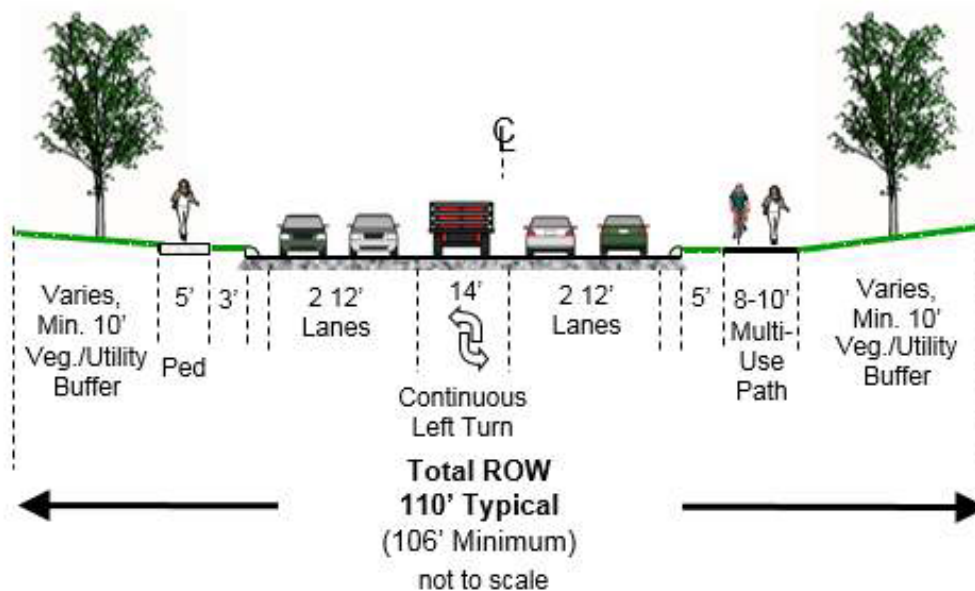 ℄
Varies,
Min. 10’
Veg./Utility
Buffer
5’
Ped
3’
2 12’
Lanes
14’
Continuous
Left Turn
2 12’
Lanes
5’
8-10’
Multi-
Use
Path
Varies,
Min. 10’
Veg./Utility
Buffer
Total ROW
110’ Typical
(106’ Minimum)
not to scale